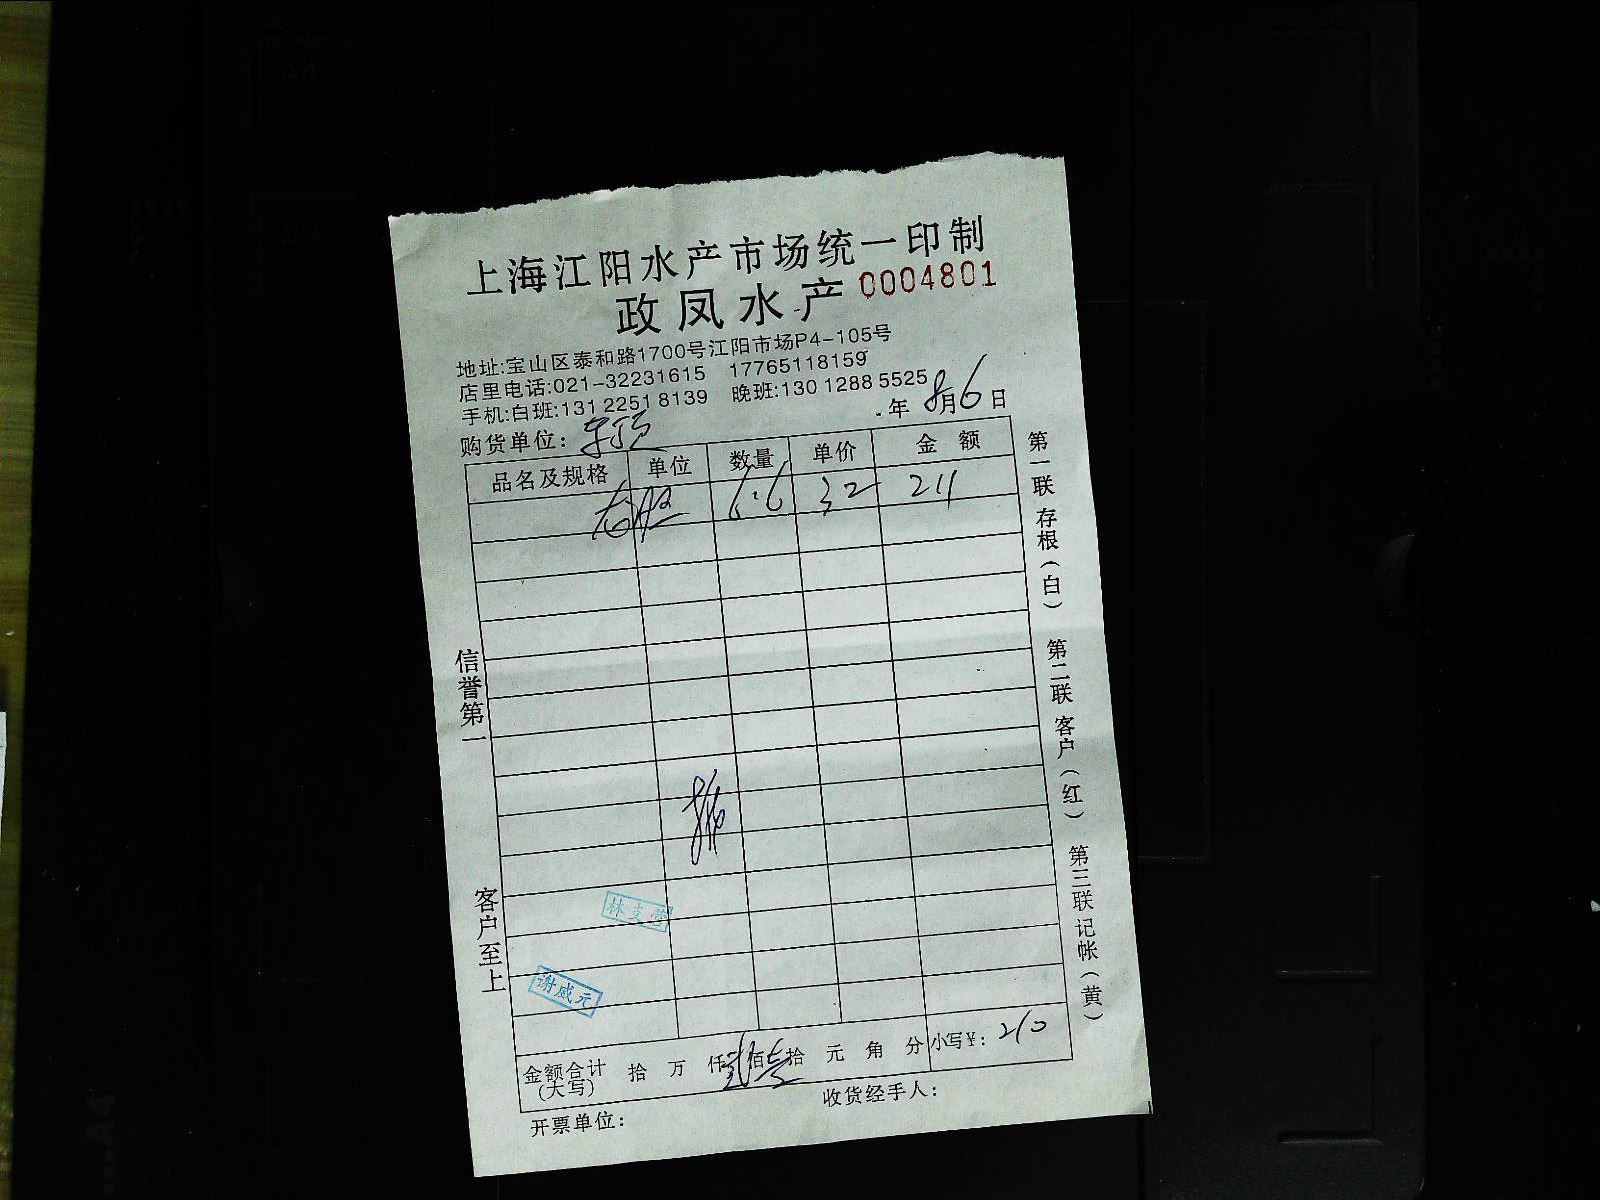 上海江阳水产市场统一印制
政凤水产 0004801
地址:宝山区泰和路1700号江阳市场P4-105号
店里电话:021-32231615 17765118159
手机:白班:131 2251 8139 晚班:130 1288 5525
年 8月6日
购货单位:
品名及规格 单位 数量 单价 金额
6.6 32 211
信誉第一
客户至上
第一联存根(白)
第二联客户(红)
第三联记帐(黄)
林支营
谢威元
金额合计(大写) 拾 万 仟 贰佰 壹拾 元 角 分 小写¥: 210
开票单位: 收货经手人: